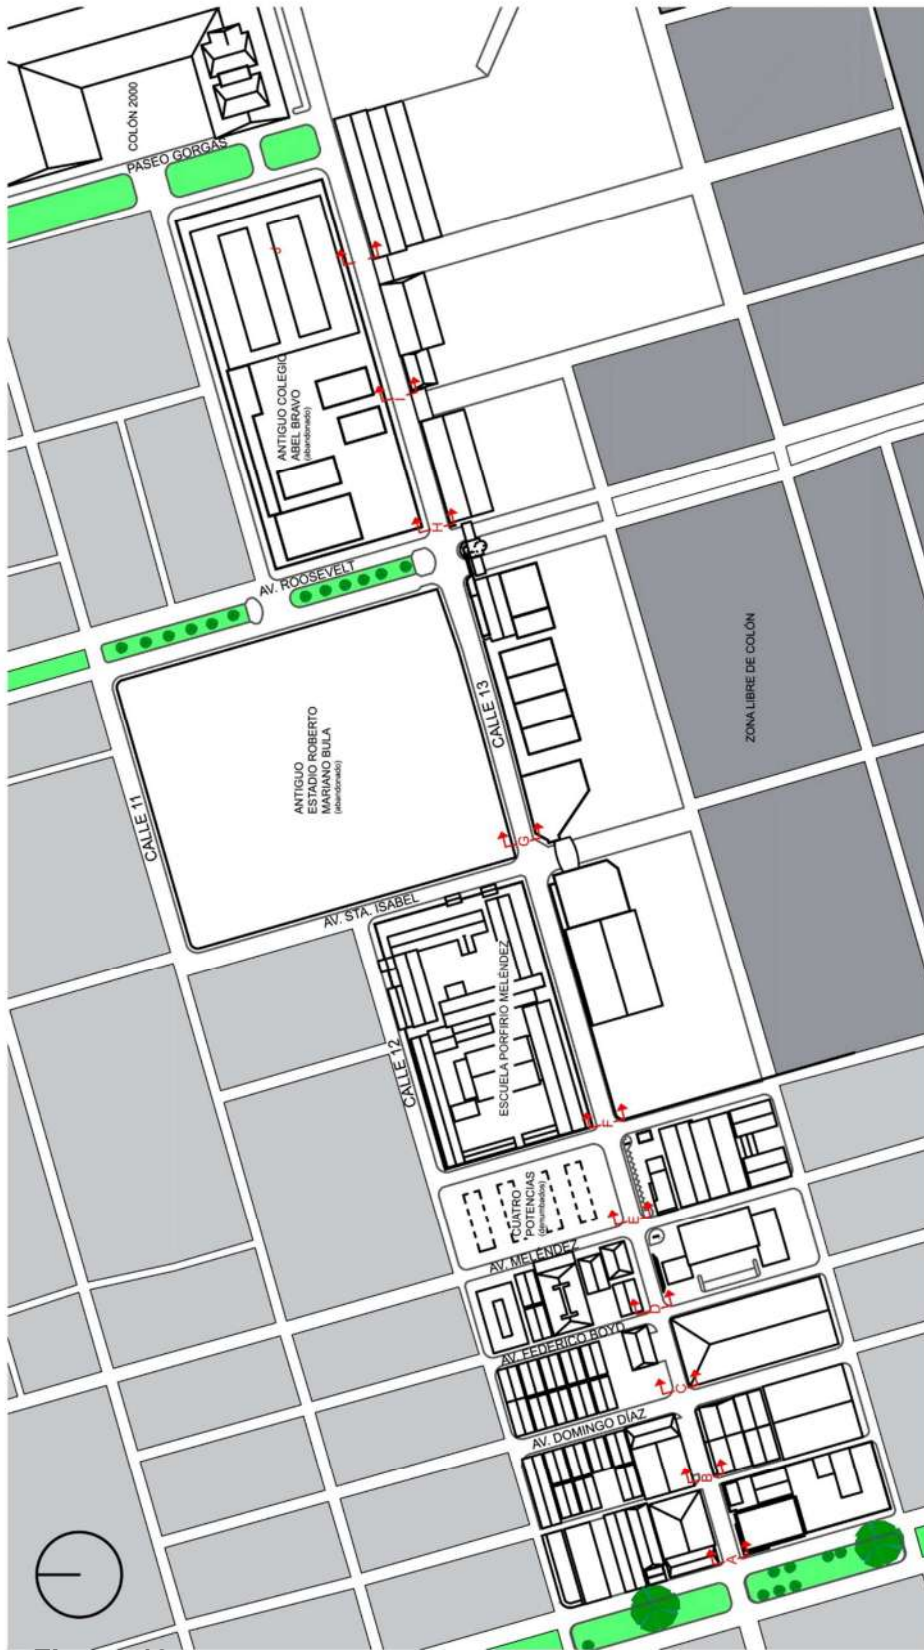 COLÓN 2000
PASEO GORGAS
J
ANTIGUO COLEGIO
ABEL BRAVO
(abandonado)
I
H
AV. ROOSEVELT
CALLE 11
ANTIGUO
ESTADIO ROBERTO
MARIANO BULA
(abandonado)
CALLE 13
ZONA LIBRE DE COLÓN
G
AV. STA. ISABEL
CALLE 12
ESCUELA PORFIRIO MELÉNDEZ
F
CUATRO
POTENCIAS
(derrumbados)
E
AV. MELÉNDEZ
D
AV. FEDERICO BOYD
C
AV. DOMINGO DÍAZ
B
A